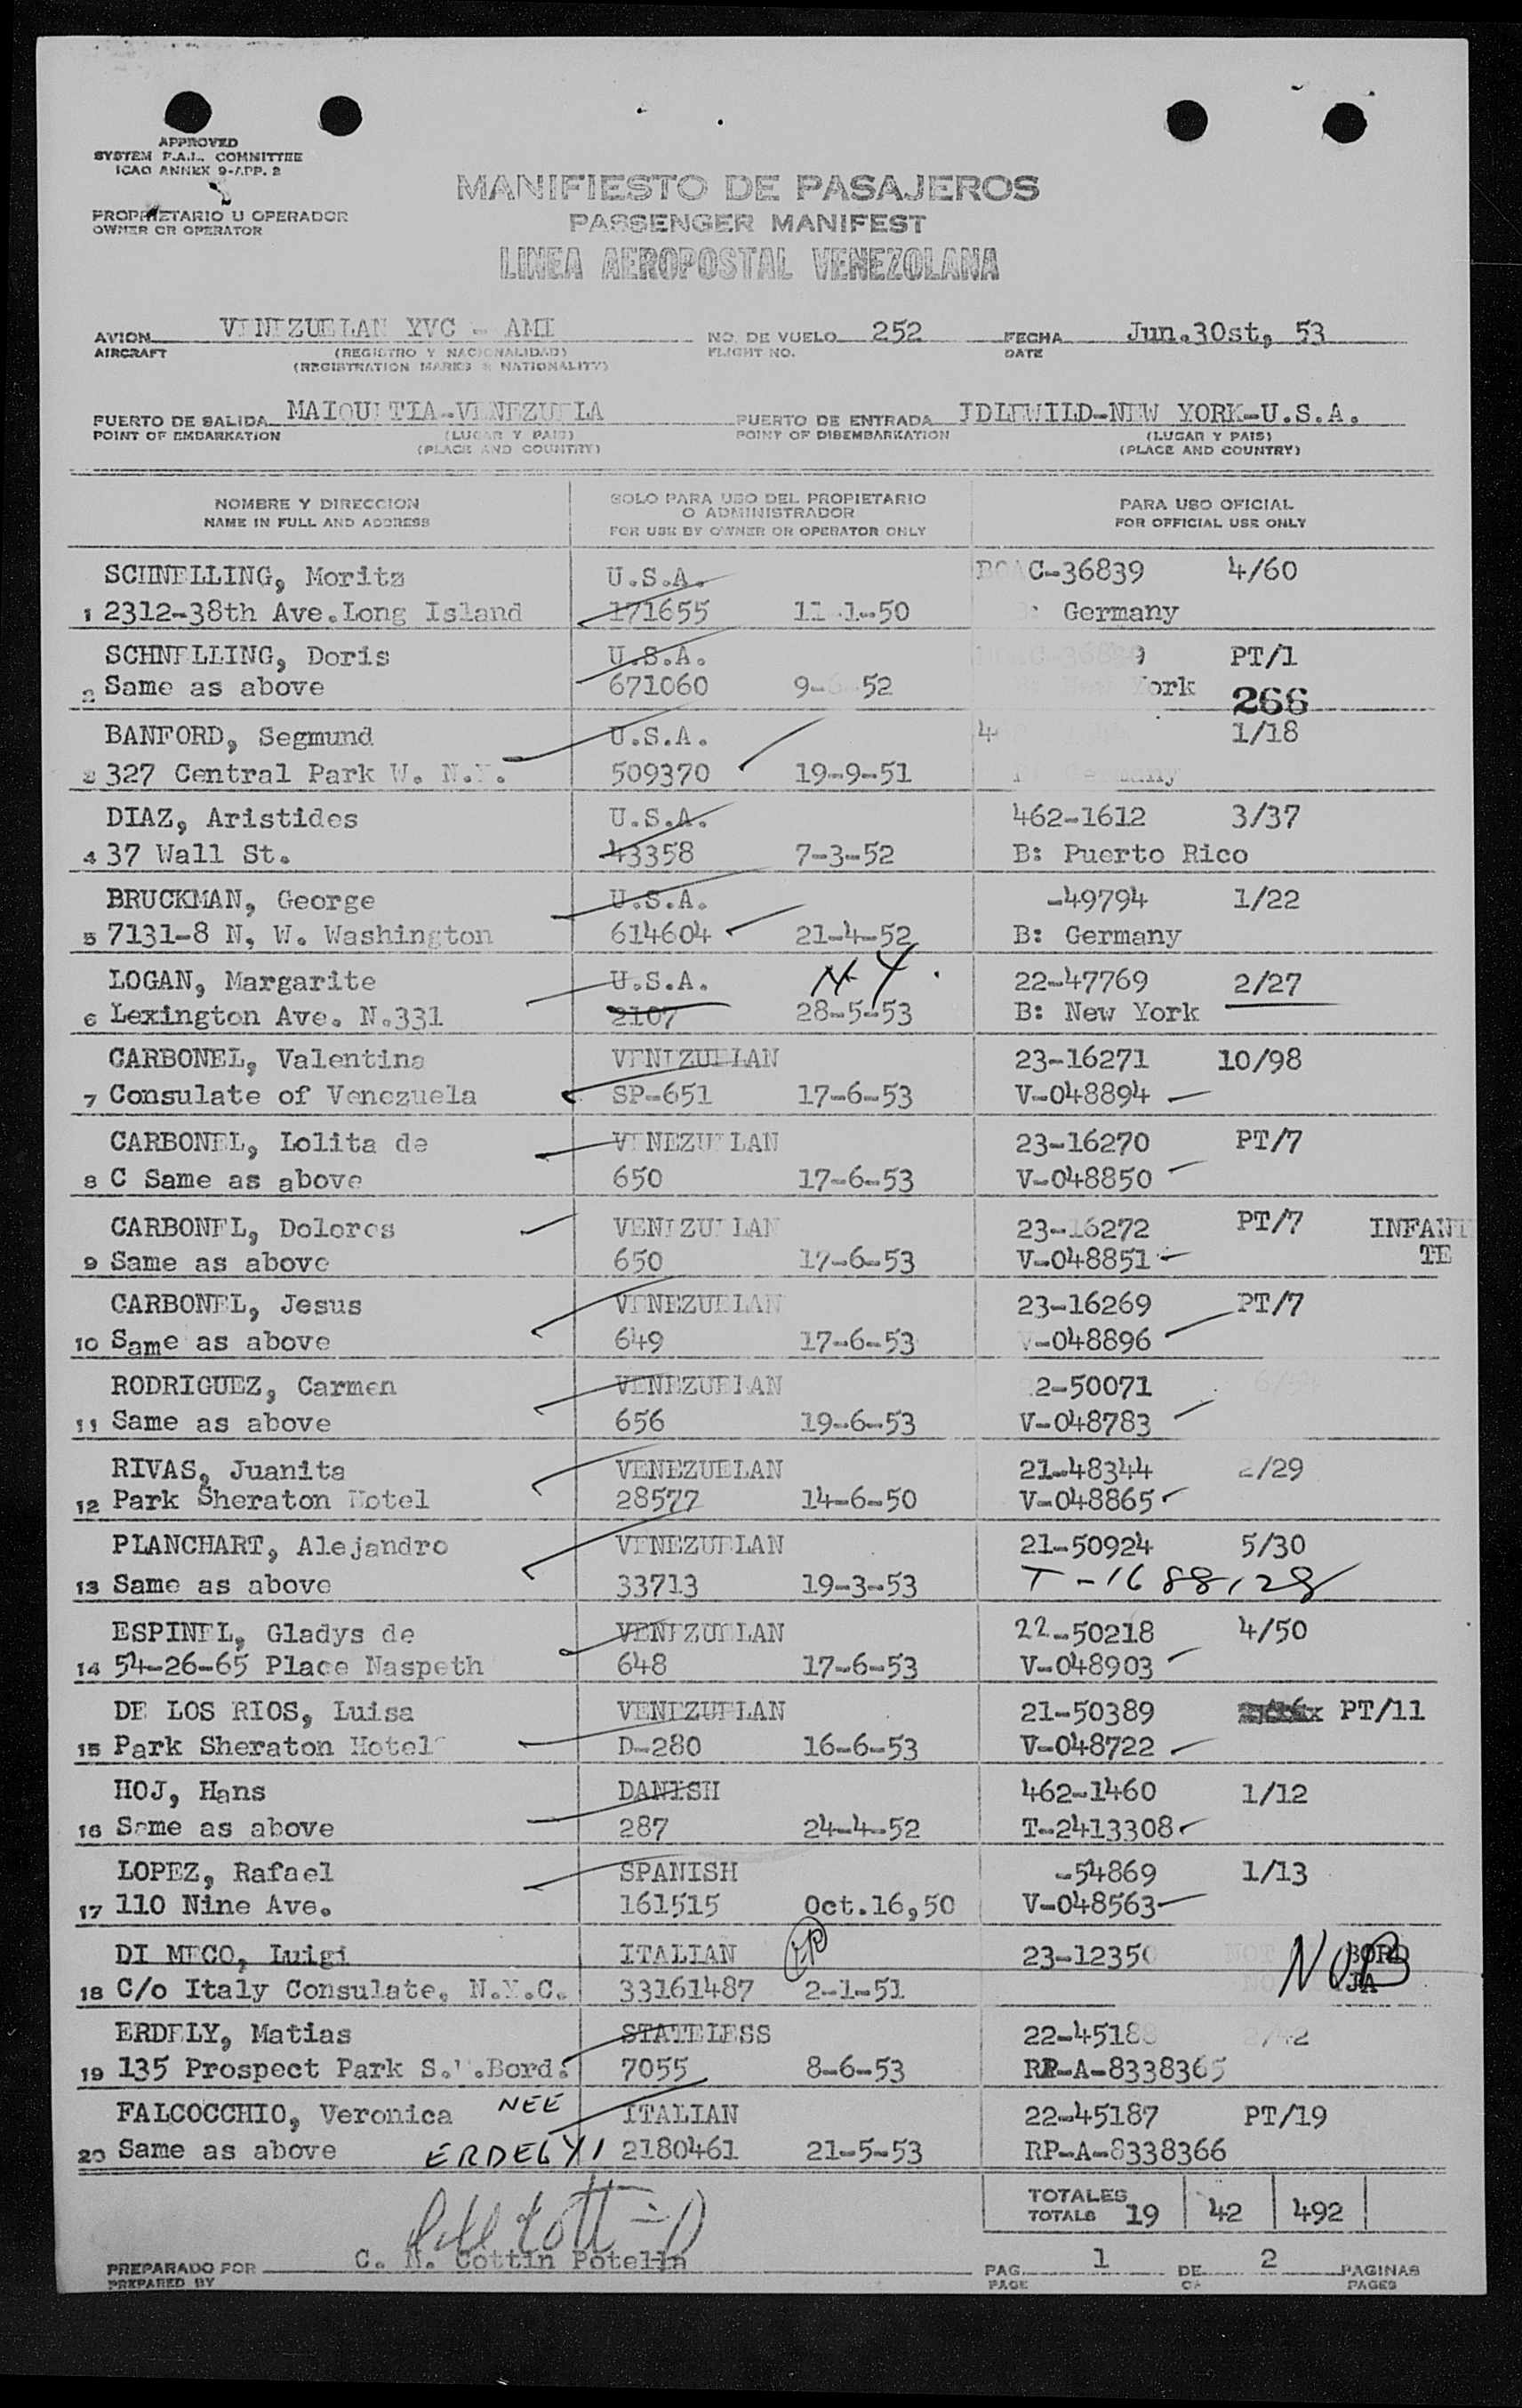 APPROVED
SYSTEM F.A.L. COMMITTEE
ICAO ANNEX 9-APP. 2
PROPRIETARIO U OPERADOR
OWNER OR OPERATOR
MANIFIESTO DE PASAJEROS
PASSENGER MANIFEST
LINEA AEROPOSTAL VENEZOLANA
AVION VENEZUELAN YVC - AMI NO. DE VUELO 252 FECHA Jun.30st, 53
AIRCRAFT (REGISTRO Y NACIONALIDAD) FLIGHT NO. DATE
(REGISTRATION MARKS & NATIONALITY)
PUERTO DE SALIDA MAIQUETIA-VENEZUELA PUERTO DE ENTRADA IDLEWILD-NEW YORK-U.S.A.
POINT OF EMBARKATION (LUGAR Y PAIS) POINT OF DISEMBARKATION (LUGAR Y PAIS)
(PLACE AND COUNTRY) (PLACE AND COUNTRY)
NOMBRE Y DIRECCION SOLO PARA USO DEL PROPIETARIO PARA USO OFICIAL
NAME IN FULL AND ADDRESS O ADMINISTRADOR FOR OFFICIAL USE ONLY
FOR USE BY OWNER OR OPERATOR ONLY
SCHNELLING, Moritz U.S.A. BOAC-36839 4/60
1 2312-38th Ave.Long Island 171655 11-1-50 Germany
SCHNELLING, Doris U.S.A. PT/1
2 Same as above 671060 9-6-52 B: New York 266
BANFORD, Segmund U.S.A. 1/18
3 327 Central Park W. N.Y. 509370 19-9-51 B: Germany
DIAZ, Aristides U.S.A. 462-1612 3/37
4 37 Wall St. 43358 7-3-52 B: Puerto Rico
BRUCKMAN, George U.S.A. -49794 1/22
5 7131-8 N, W. Washington 614604 21-4-52 B: Germany
LOGAN, Margarite U.S.A. N.Y. 22-47769 2/27
6 Lexington Ave. N.331 2107 28-5-53 B: New York
CARBONEL, Valentina VENEZUELAN 23-16271 10/98
7 Consulate of Venezuela SP-651 17-6-53 V-048894
CARBONEL, Lolita de VENEZUELAN 23-16270 PT/7
8 C Same as above 650 17-6-53 V-048850
CARBONEL, Dolores VENEZUELAN 23-16272 PT/7 INFANT
9 Same as above 650 17-6-53 V-048851 TE
CARBONEL, Jesus VENEZUELAN 23-16269 PT/7
10 Same as above 649 17-6-53 V-048896
RODRIGUEZ, Carmen VENEZUELAN 2-50071
11 Same as above 656 19-6-53 V-048783
RIVAS, Juanita VENEZUELAN 21-48344 2/29
12 Park Sheraton Hotel 28577 14-6-50 V-048865
PLANCHART, Alejandro VENEZUELAN 21-50924 5/30
13 Same as above 33713 19-3-53 T-1688128
ESPINEL, Gladys de VENEZUELAN 22-50218 4/50
14 54-26-65 Place Naspeth 648 17-6-53 V-048903
DE LOS RIOS, Luisa VENEZUELAN 21-50389 PT/11
15 Park Sheraton Hotel D-280 16-6-53 V-048722
HOJ, Hans DANISH 462-1460 1/12
16 Same as above 287 24-4-52 T-2413308
LOPEZ, Rafael SPANISH -54869 1/13
17 110 Nine Ave. 161515 Oct.16,50 V-048563
DI MECO, Luigi ITALIAN 23-12350 NOT BORD
18 C/o Italy Consulate, N.Y.C. 33161487 2-1-51 NOB
ERDELY, Matias STATELESS 22-45188 2/42
19 135 Prospect Park S.W.Bord. 7055 8-6-53 RP-A-8338365
FALCOCCHIO, Veronica NEE ITALIAN 22-45187 PT/19
20 Same as above ERDELYI 2180461 21-5-53 RP-A-8338366
TOTALES
TOTALS 19 42 492
PREPARADO POR C. M. Cottin Potella PAG. 1 DE 2 PAGINAS
PREPARED BY PAGE OF PAGES